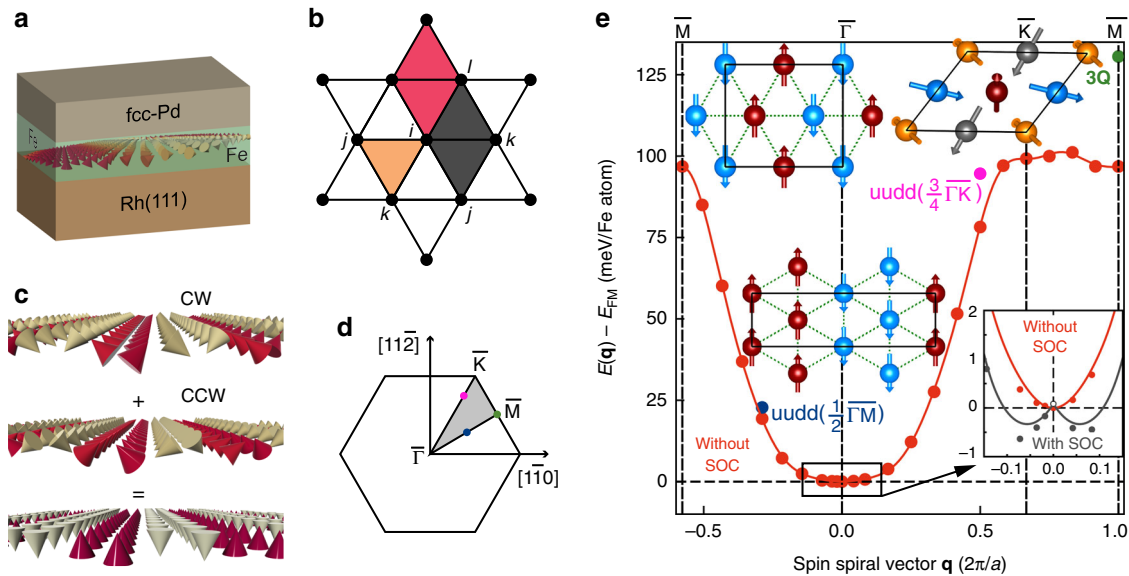 a
fcc-Pd
Fe
Fe
Rh(111)
b
l
j
i
k
k
j
c
CW
+
CCW
=
d
[112̄]
K̄
M̄
Γ̄
[11̄0]
e
M̄
Γ̄
K̄
M̄
3Q
uudd(3/4 Γ̄K̄)
uudd(1/2 Γ̄M̄)
Without
SOC
Without
SOC
With SOC
2
1
0
−1
−0.1
0.0
0.1
125
100
75
50
25
0
E(q) − E_FM (meV/Fe atom)
−0.5
0.0
0.5
1.0
Spin spiral vector q (2π/a)